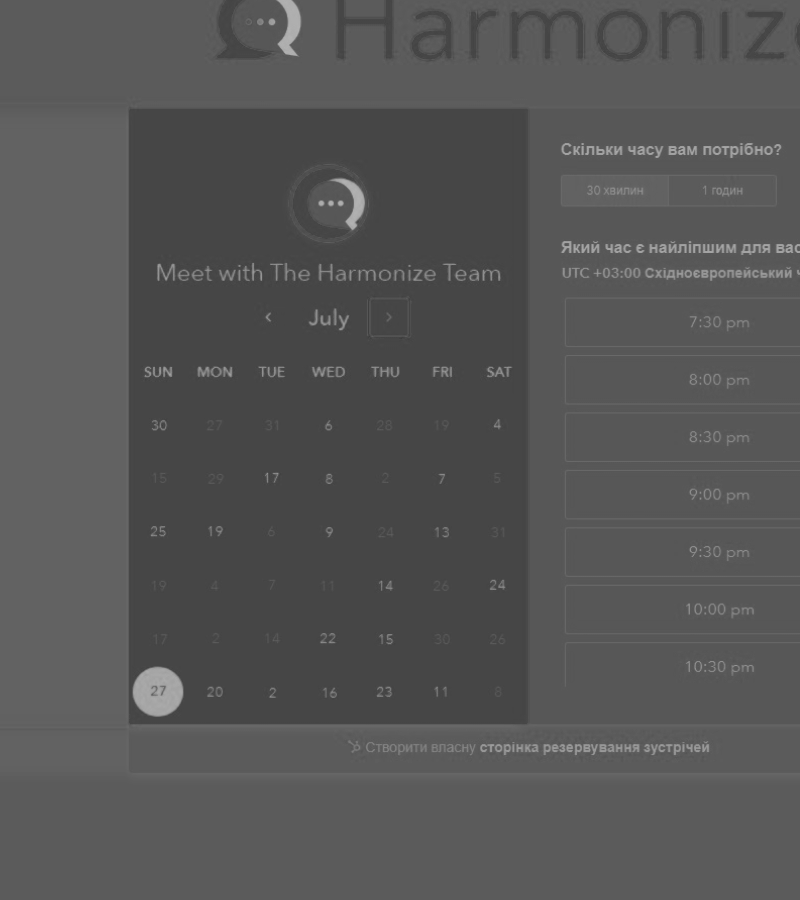 Harmoniz
Meet with The Harmonize Team
July
SUN MON TUE WED THU FRI SAT
30 27 31 6 28 19 4
15 29 17 8 2 7 5
25 19 6 9 24 13 31
19 4 7 11 14 26 24
17 2 14 22 15 30 26
27 20 2 16 23 11 8
Скільки часу вам потрібно?
30 хвилин 1 годин
Який час є найліпшим для вас
UTC +03:00 Східноєвропейський ч
7:30 pm
8:00 pm
8:30 pm
9:00 pm
9:30 pm
10:00 pm
10:30 pm
Створити власну сторінка резервування зустрічей